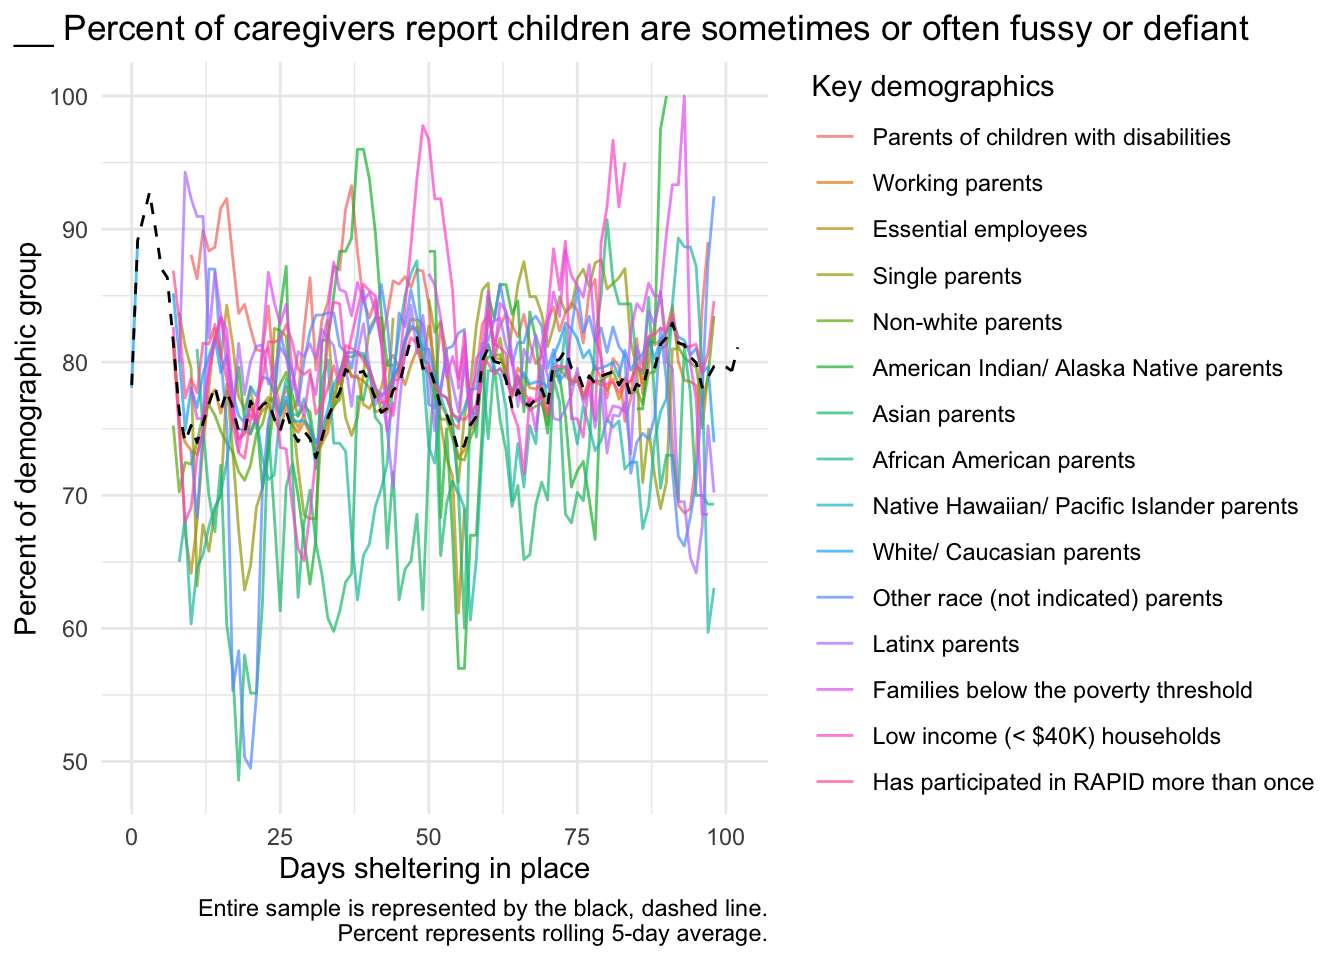 __ Percent of caregivers report children are sometimes or often fussy or defiant
Percent of demographic group
100
90
80
70
60
50
0 25 50 75 100
Days sheltering in place
Entire sample is represented by the black, dashed line.
Percent represents rolling 5-day average.
Key demographics
Parents of children with disabilities
Working parents
Essential employees
Single parents
Non-white parents
American Indian/ Alaska Native parents
Asian parents
African American parents
Native Hawaiian/ Pacific Islander parents
White/ Caucasian parents
Other race (not indicated) parents
Latinx parents
Families below the poverty threshold
Low income (< $40K) households
Has participated in RAPID more than once